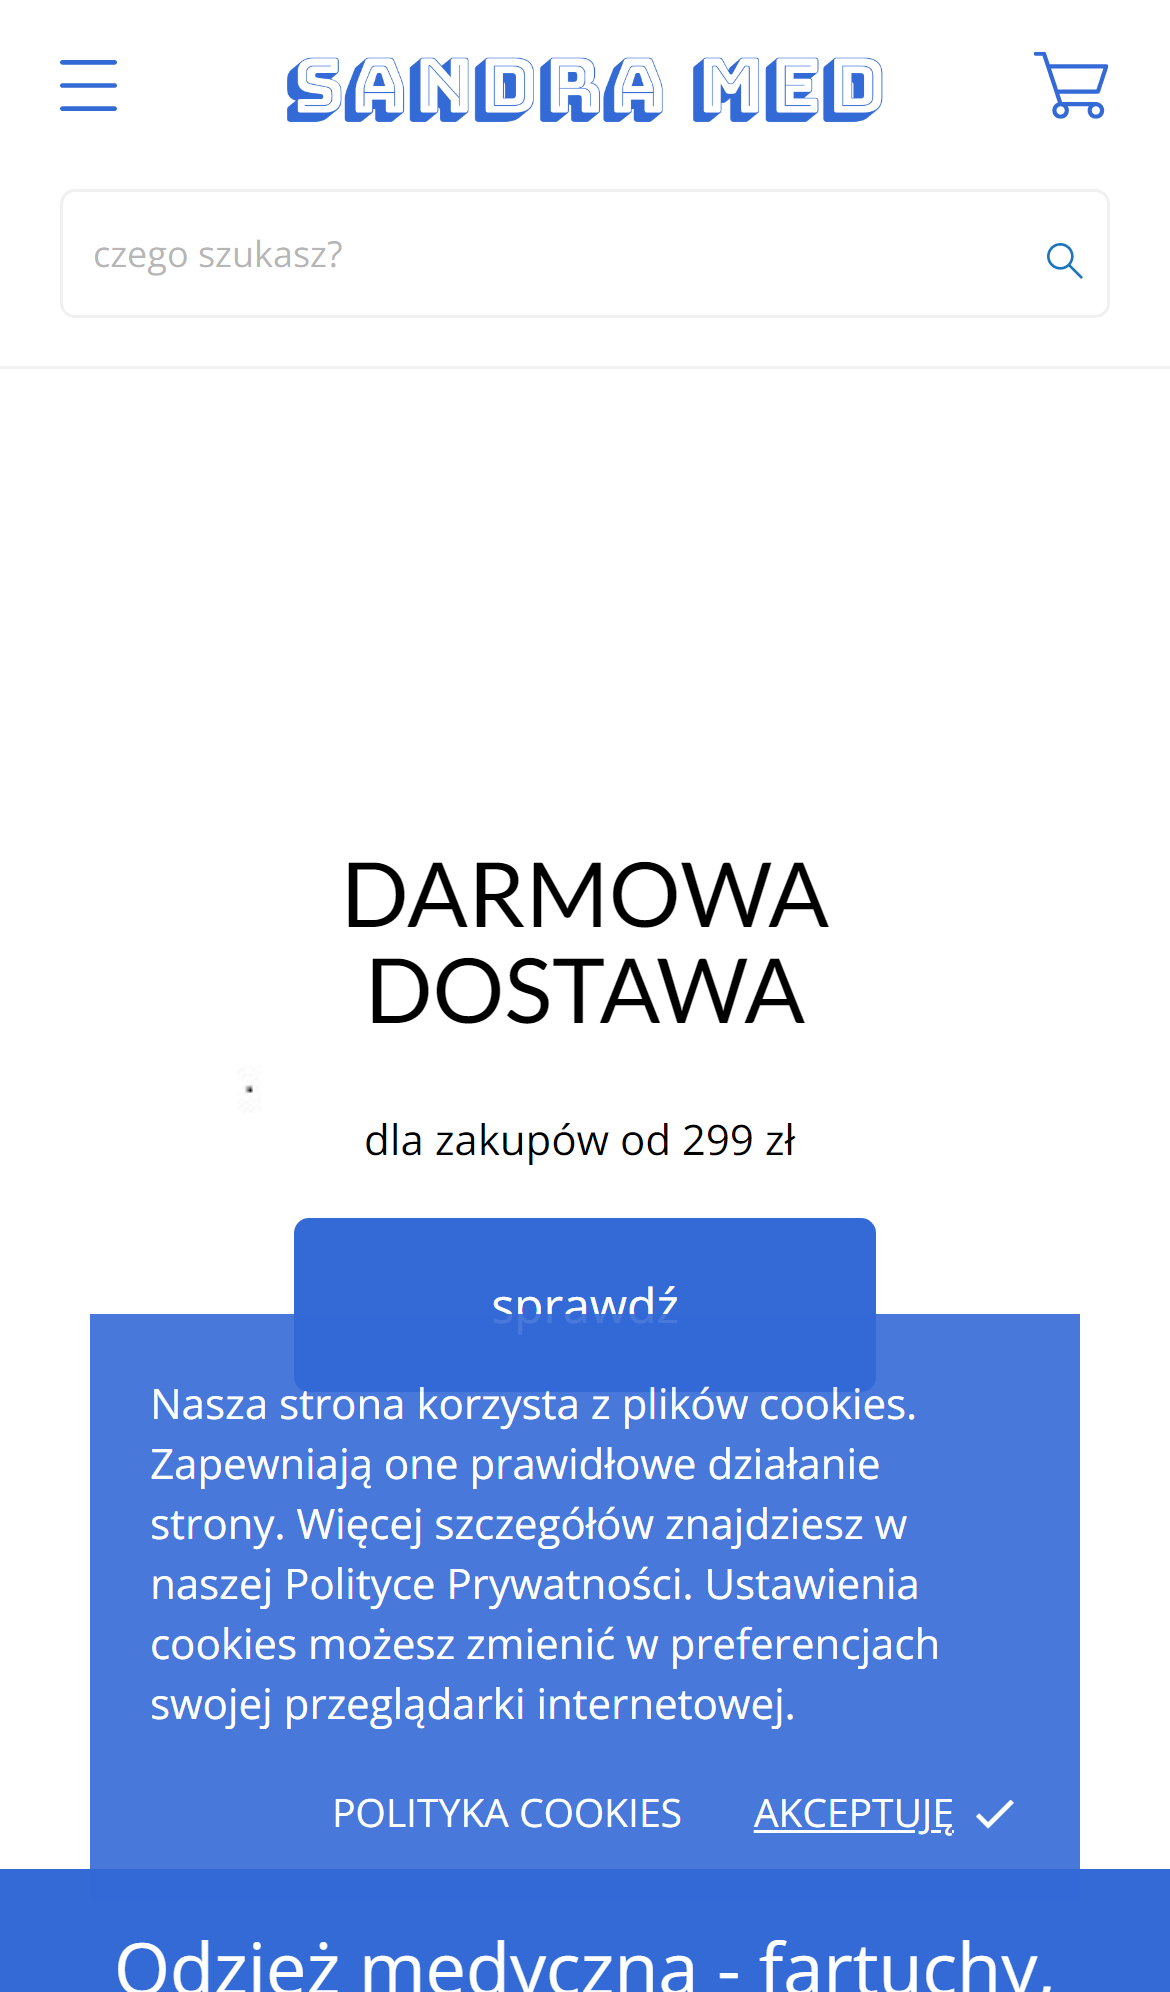 SANDRA MED
czego szukasz?
DARMOWA
DOSTAWA
dla zakupów od 299 zł
sprawdź
Nasza strona korzysta z plików cookies.
Zapewniają one prawidłowe działanie
strony. Więcej szczegółów znajdziesz w
naszej Polityce Prywatności. Ustawienia
cookies możesz zmienić w preferencjach
swojej przeglądarki internetowej.
POLITYKA COOKIES AKCEPTUJĘ
Odzież medyczna - fartuchy,